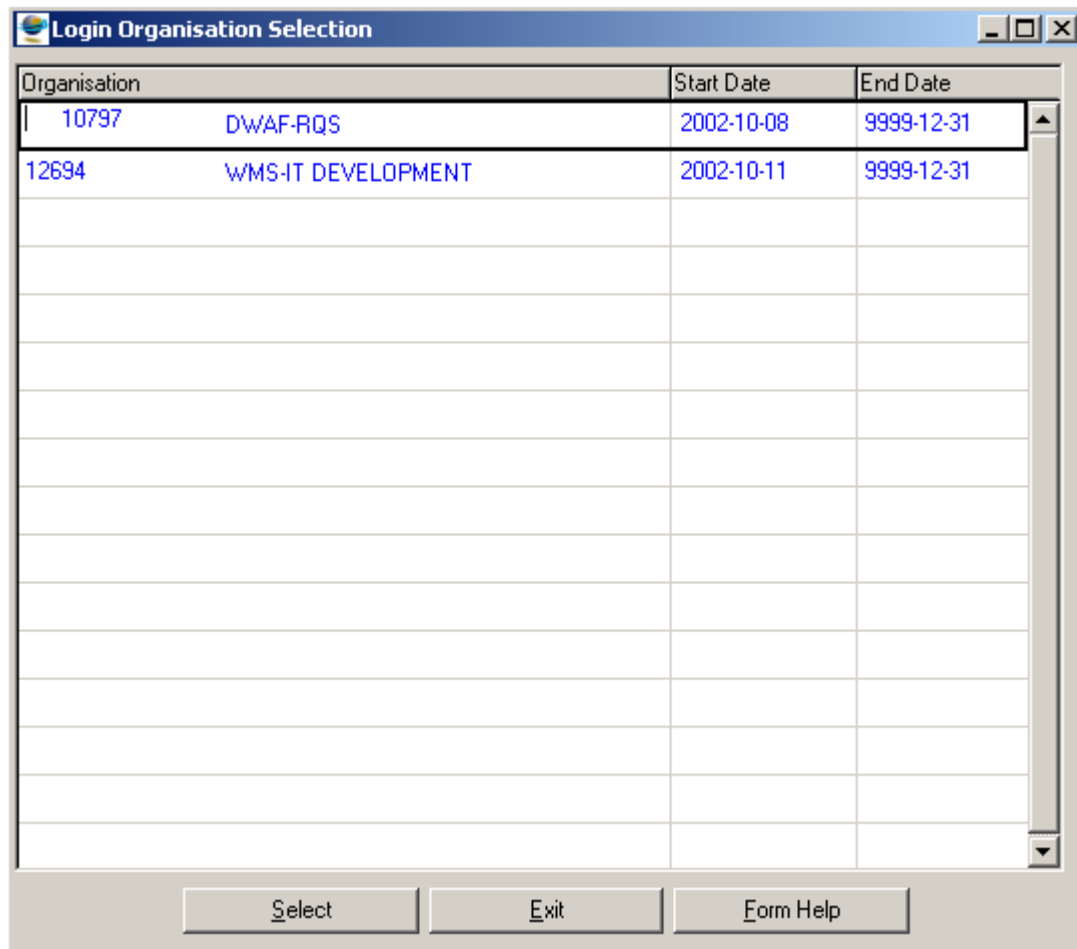 Login Organisation Selection
Organisation Start Date End Date
10797 DWAF-RQS 2002-10-08 9999-12-31
12694 WMS-IT DEVELOPMENT 2002-10-11 9999-12-31
Select Exit Form Help